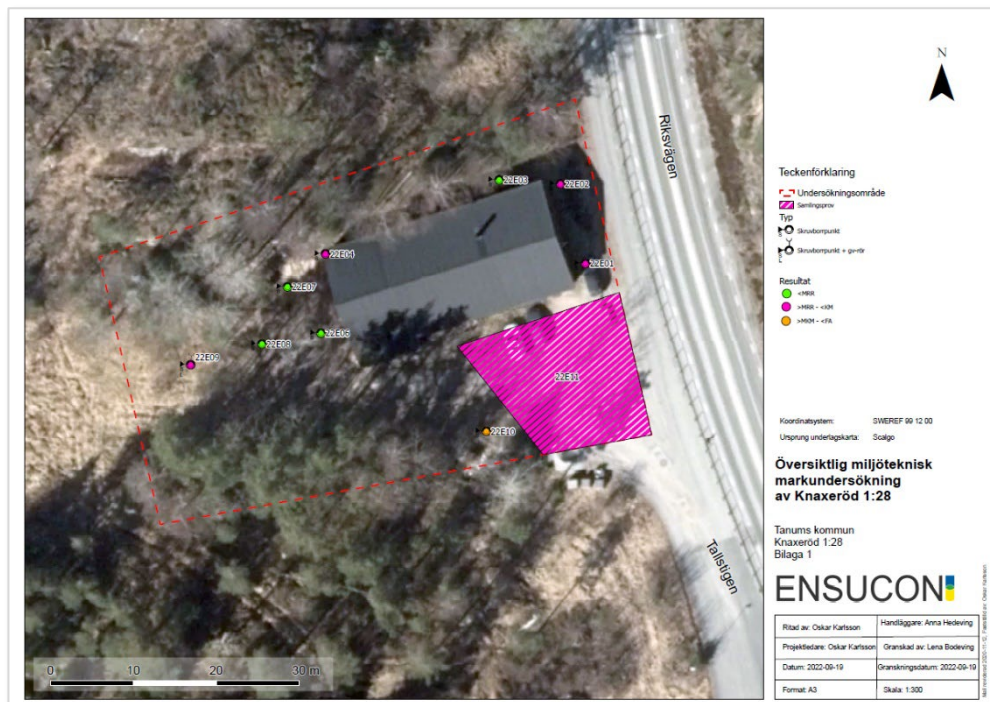 Riksvägen
N
22E03
22E02
22E04
22E01
22E07
22E06
22E08
22E09
22E11
22E10
Tallstigen
0 10 20 30 m
Teckenförklaring
Undersökningsområde
Samlingsprov
Typ
Skruvborrpunkt
Skruvborrpunkt + gv-rör
Resultat
<MRR
>MRR - <KM
>MKM - <FA
Koordinatsystem: SWEREF 99 12 00
Ursprung underlagskarta: Scalgo
Översiktlig miljöteknisk
markundersökning
av Knaxeröd 1:28
Tanums kommun
Knaxeröd 1:28
Bilaga 1
ENSUCON
Ritad av: Oskar Karlsson Handläggare: Anna Hedeving
Projektledare: Oskar Karlsson Granskad av: Lena Bodeving
Datum: 2022-09-19 Granskningsdatum: 2022-09-19
Format: A3 Skala: 1:300